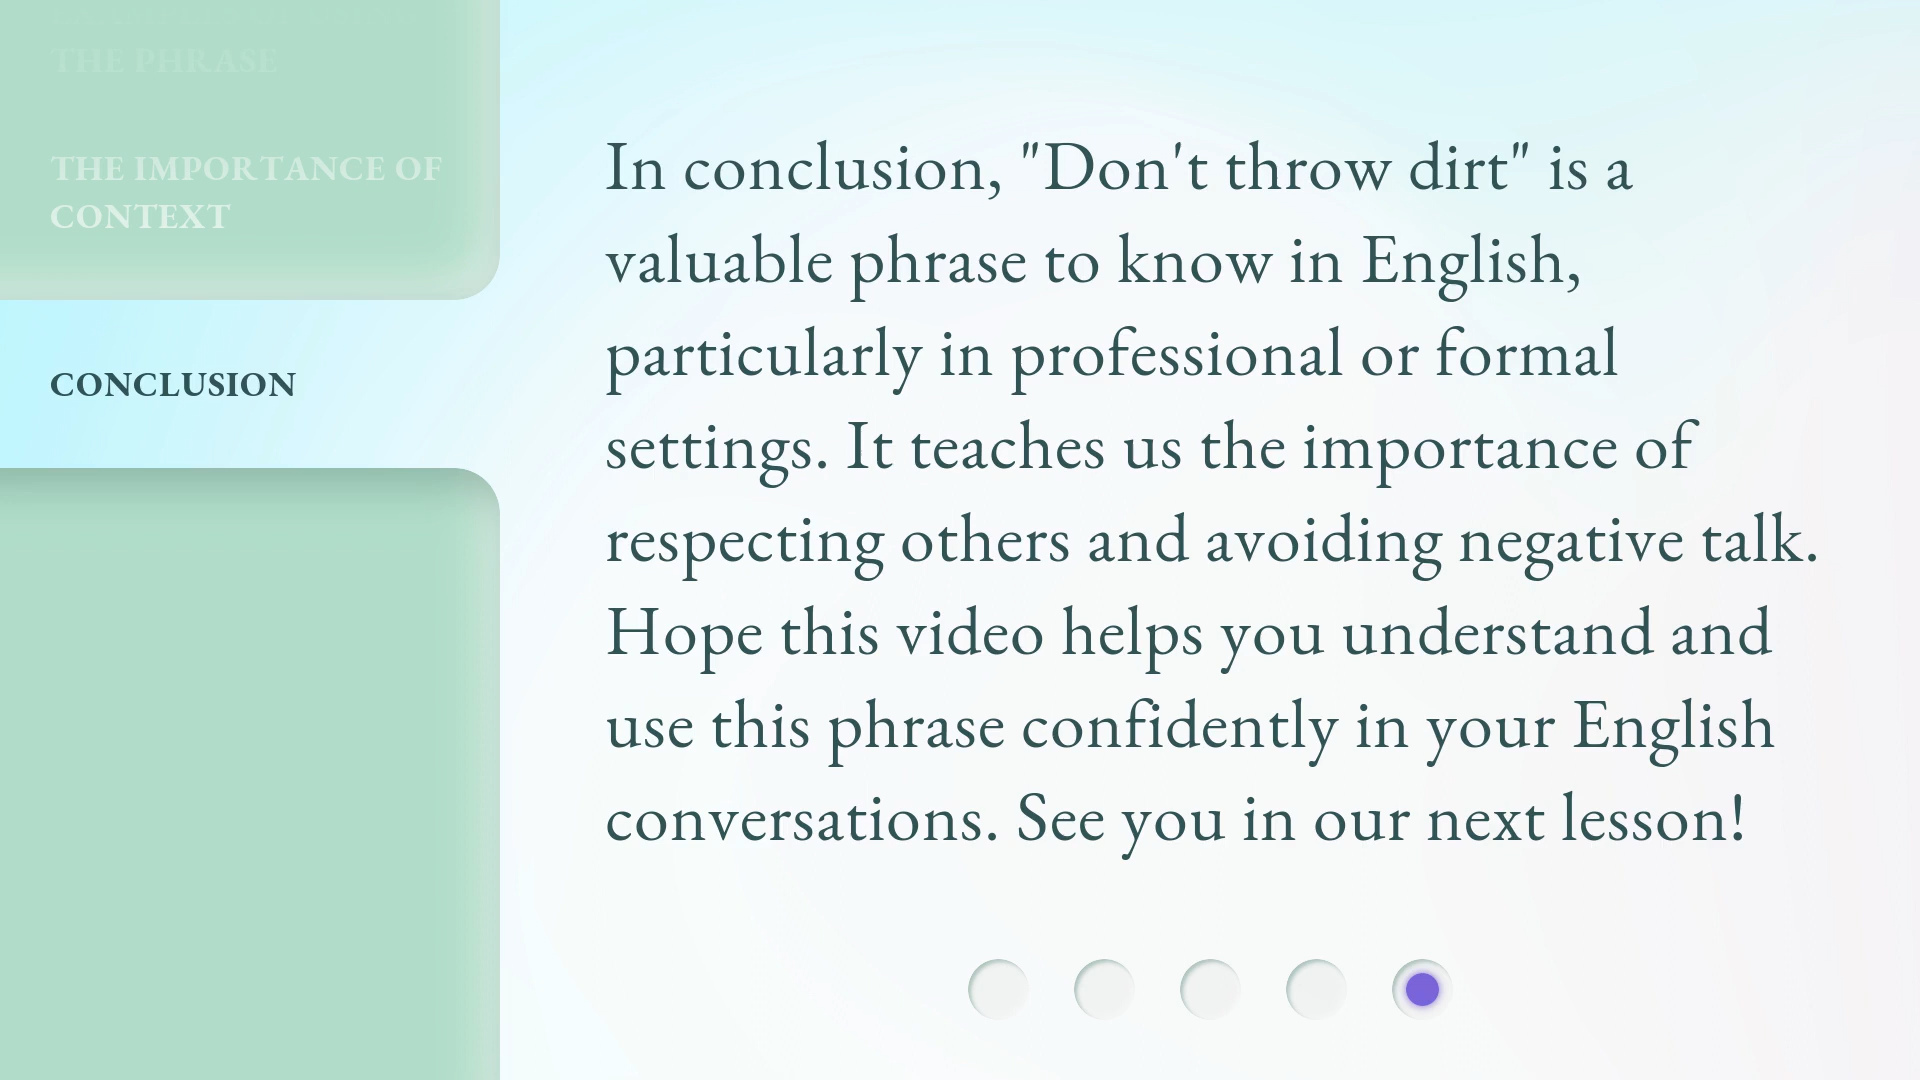 THE PHRASE
THE IMPORTANCE OF
CONTEXT
CONCLUSION
In conclusion, "Don't throw dirt" is a
valuable phrase to know in English,
particularly in professional or formal
settings. It teaches us the importance of
respecting others and avoiding negative talk.
Hope this video helps you understand and
use this phrase confidently in your English
conversations. See you in our next lesson!